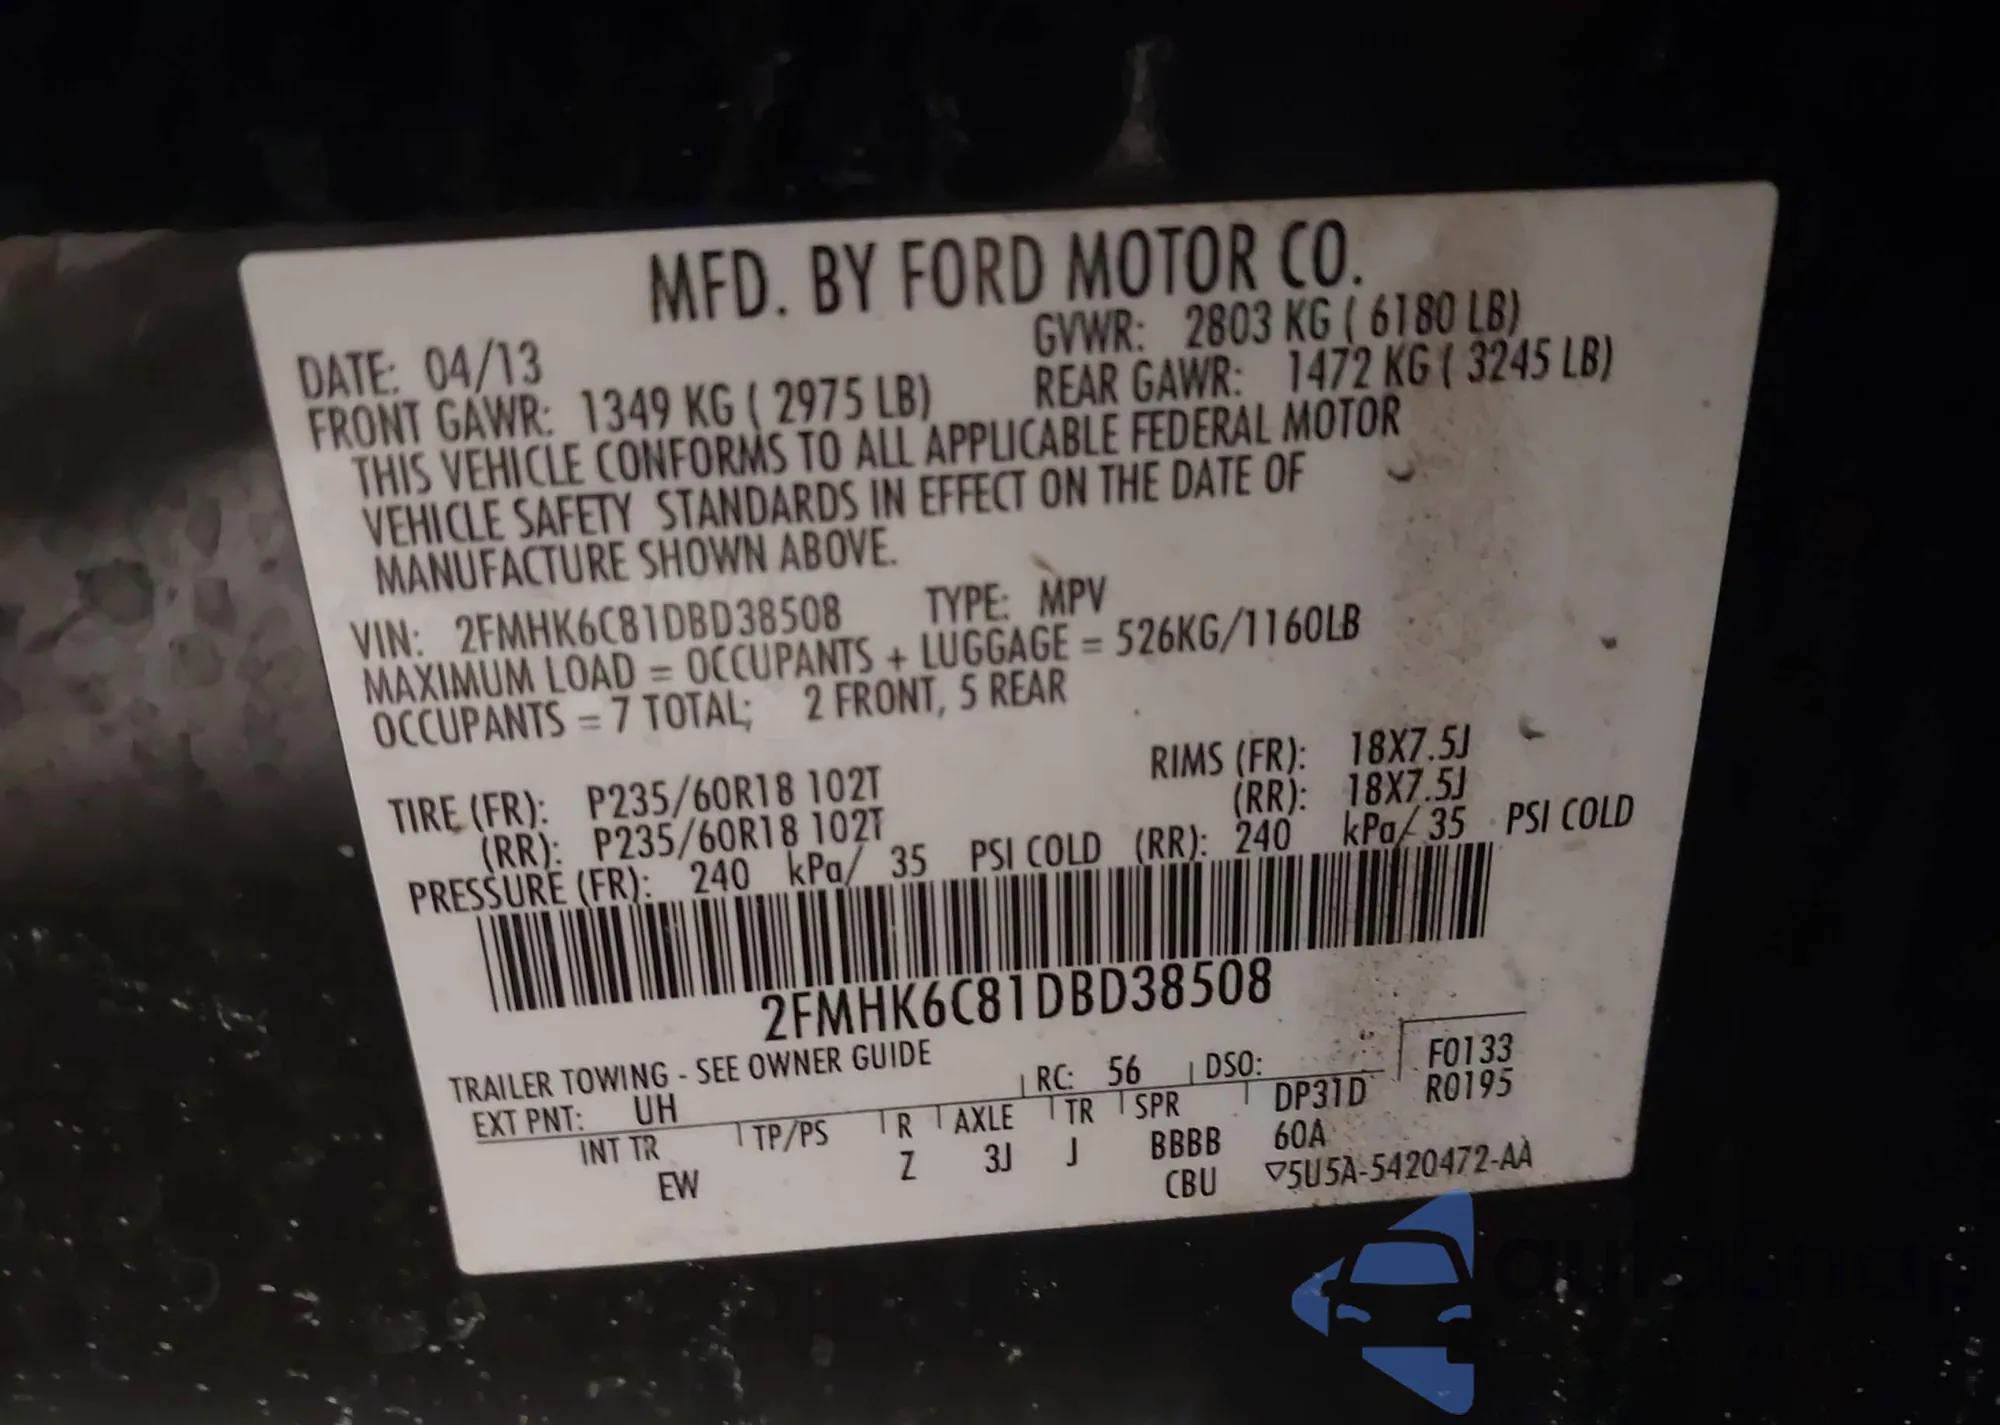 MFD. BY FORD MOTOR CO.
DATE: 04/13 GVWR: 2803 KG ( 6180 LB)
FRONT GAWR: 1349 KG ( 2975 LB) REAR GAWR: 1472 KG ( 3245 LB)
THIS VEHICLE CONFORMS TO ALL APPLICABLE FEDERAL MOTOR
VEHICLE SAFETY STANDARDS IN EFFECT ON THE DATE OF
MANUFACTURE SHOWN ABOVE.
VIN: 2FMHK6C81DBD38508 TYPE: MPV
MAXIMUM LOAD = OCCUPANTS + LUGGAGE = 526KG/1160LB
OCCUPANTS = 7 TOTAL; 2 FRONT, 5 REAR
TIRE (FR): P235/60R18 102T RIMS (FR): 18X7.5J
(RR): P235/60R18 102T (RR): 18X7.5J
PRESSURE (FR): 240 kPa/ 35 PSI COLD (RR): 240 kPa/ 35 PSI COLD
2FMHK6C81DBD38508
TRAILER TOWING - SEE OWNER GUIDE
EXT PNT: UH RC: 56 DSO: F0133
INT TR TP/PS R AXLE TR SPR DP31D R0195
EW Z 3J J BBBB 60A
CBU ▽5U5A-5420472-AA